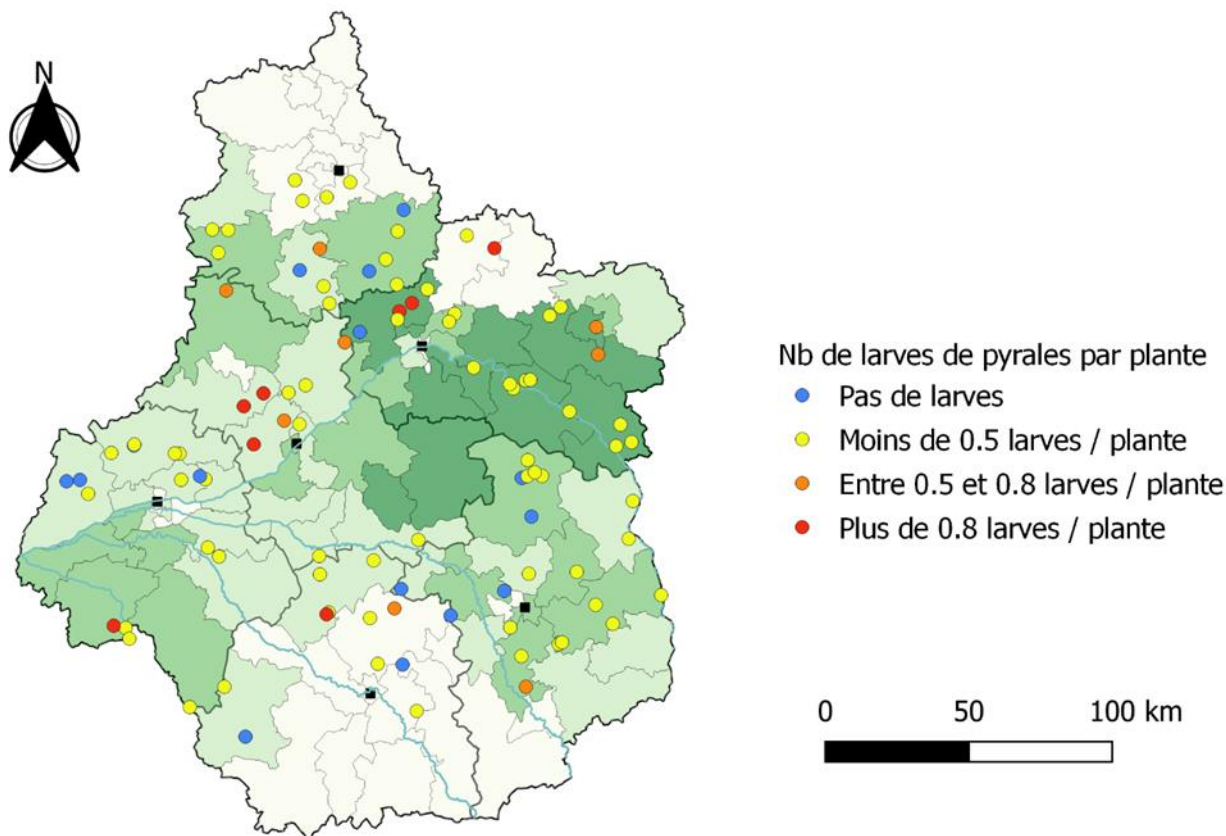 N
Nb de larves de pyrales par plante
Pas de larves
Moins de 0.5 larves / plante
Entre 0.5 et 0.8 larves / plante
Plus de 0.8 larves / plante
0 50 100 km